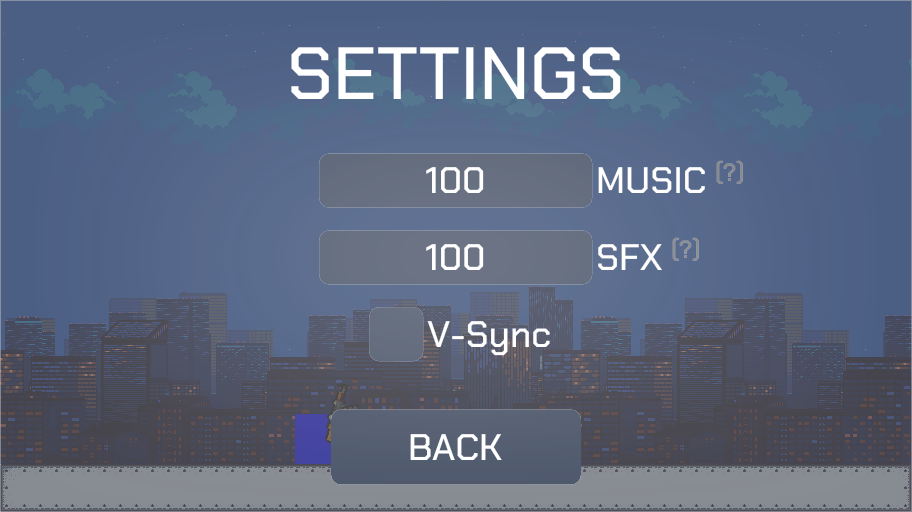 SETTINGS
100 MUSIC [?]
100 SFX [?]
V-Sync
BACK